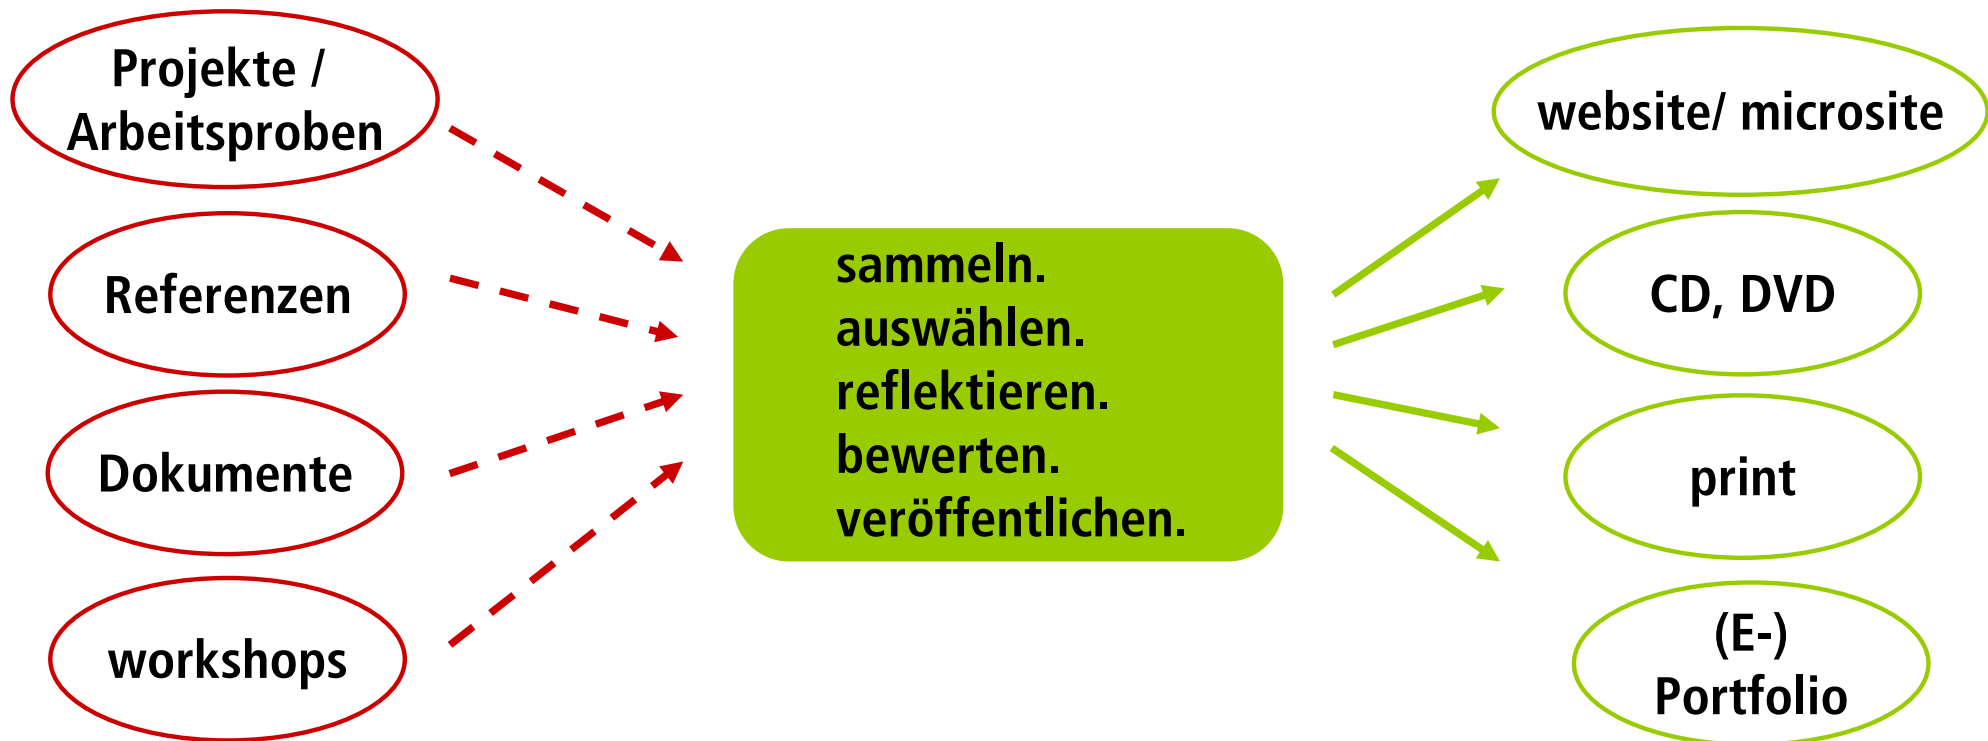 Projekte /
Arbeitsproben
Referenzen
Dokumente
workshops
sammeln.
auswählen.
reflektieren.
bewerten.
veröffentlichen.
website/ microsite
CD, DVD
print
(E-)
Portfolio